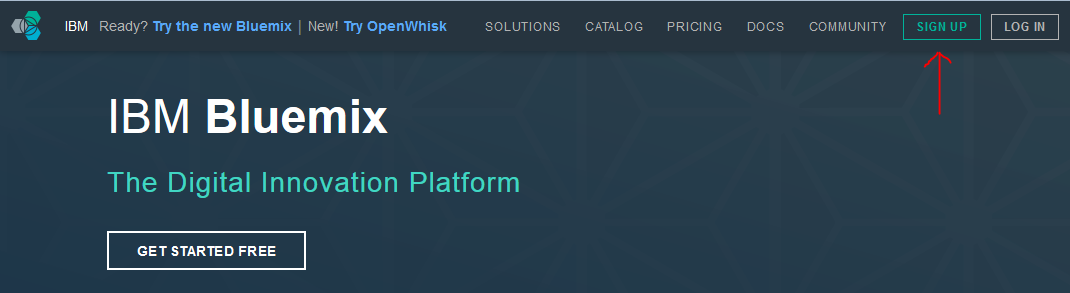 IBM Ready? Try the new Bluemix | New! Try OpenWhisk SOLUTIONS CATALOG PRICING DOCS COMMUNITY SIGN UP LOG IN
IBM Bluemix
The Digital Innovation Platform
GET STARTED FREE